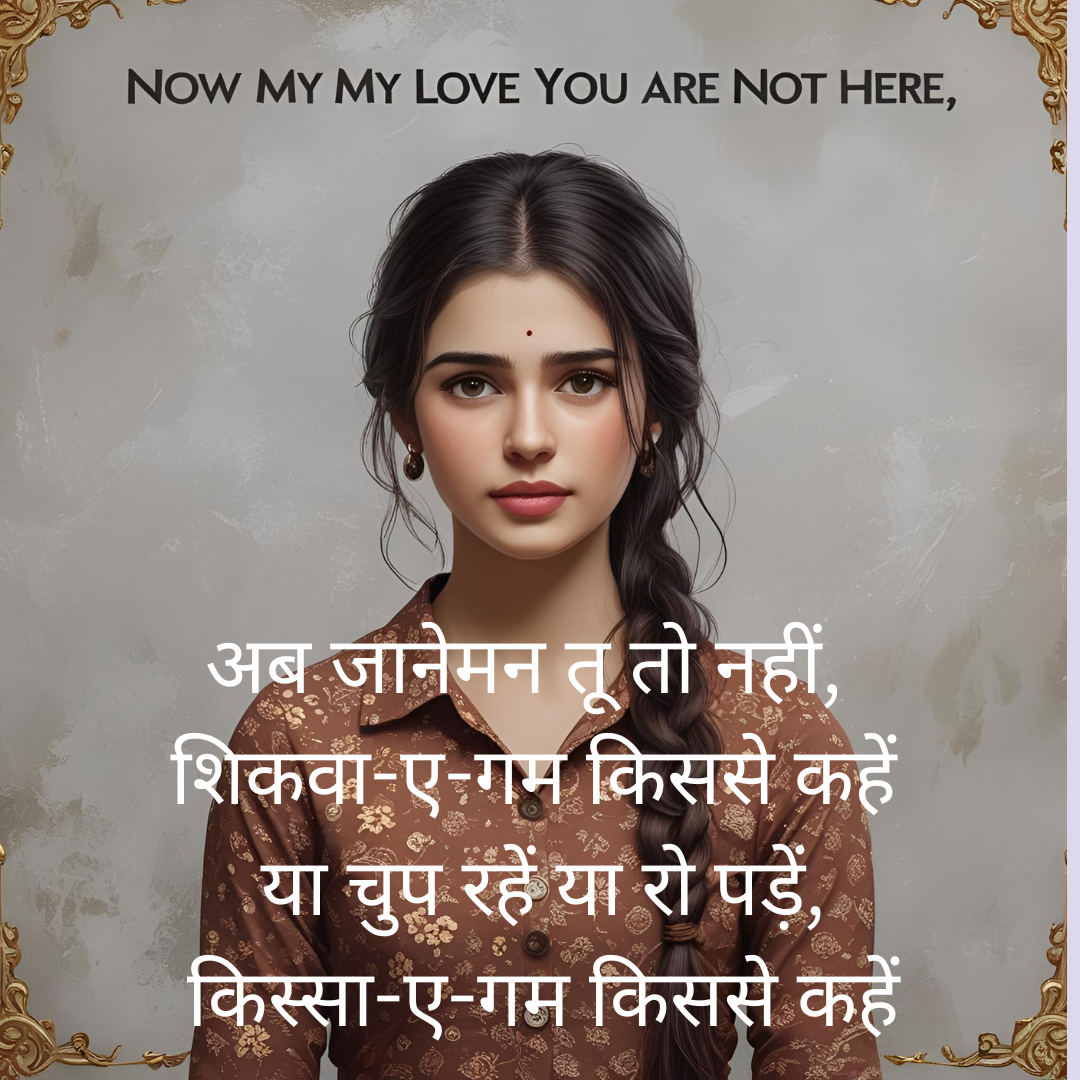 Now My My Love You are Not Here,
अब जानेमन तू तो नहीं,
शिकवा-ए-गम किससे कहें
या चुप रहें या रो पड़ें,
किस्सा-ए-गम किससे कहें